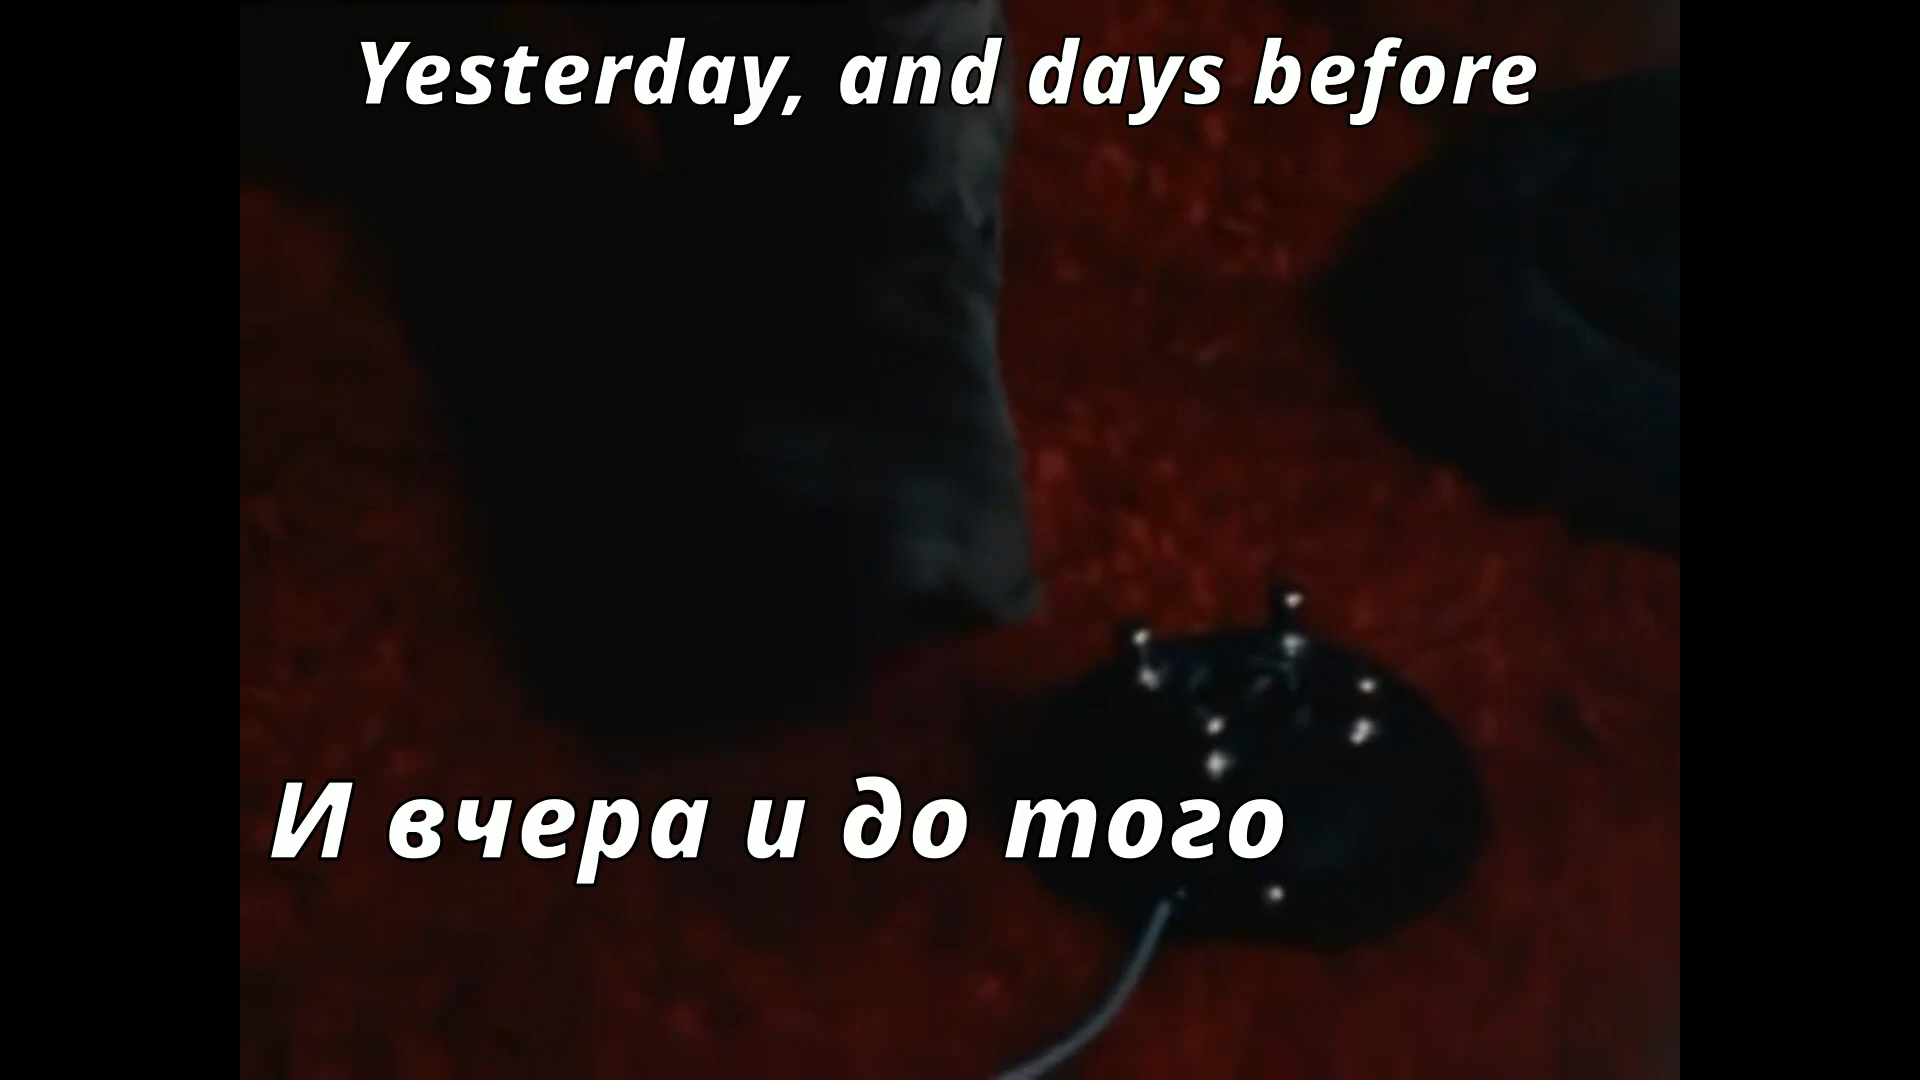 Yesterday, and days before
И вчера и до того